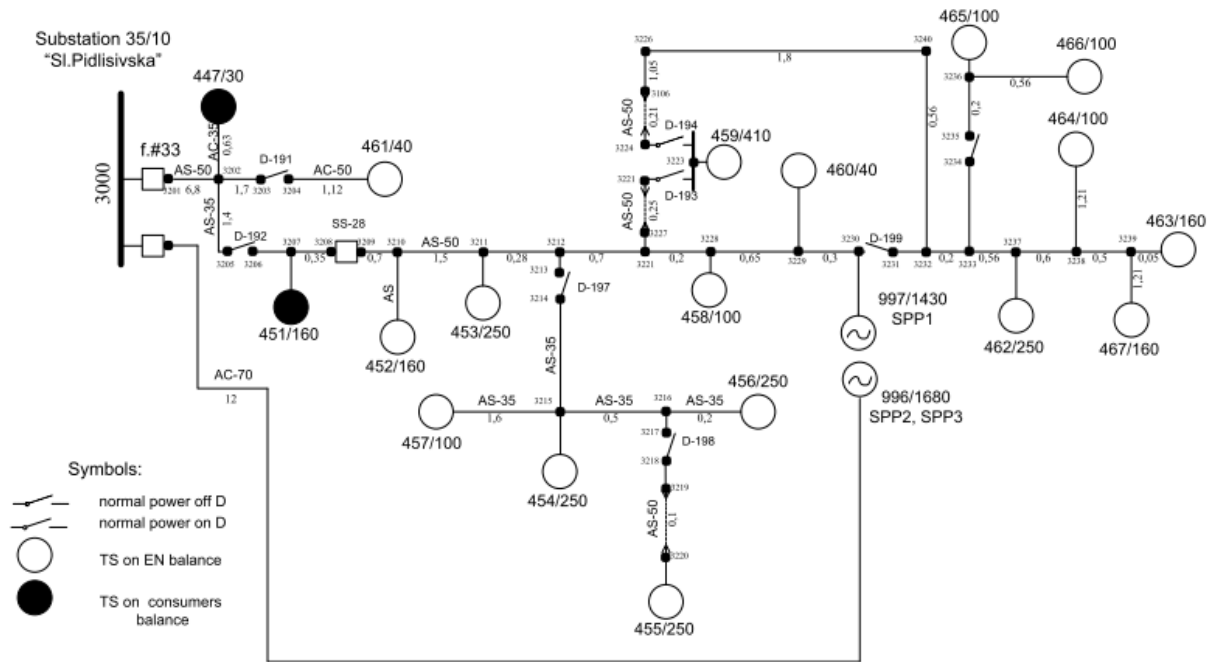 Substation 35/10
"Sl.Pidlisivska"
3000
f.#33
3201
AS-50
6,8
447/30
AC-35
0,63
3202
1,7
D-191
3203
3204
AC-50
1,12
461/40
AS-35
1,4
D-192
3205
3206
3207
451/160
0,35
SS-28
3208
3209
0,7
3210
AS
452/160
AS-50
1,5
3211
453/250
0,28
3212
3213
3214
D-197
AS-35
3215
AS-35
1,6
457/100
454/250
AS-35
0,5
3216
AS-35
0,2
456/250
3217
3218
D-198
3219
AS-50
0,1
3220
455/250
0,7
3221
3227
AS-50
0,25
3221
D-193
3223
459/410
D-194
3224
AS-50
0,21
3106
1,05
3226
1,8
3240
0,56
0,2
3228
458/100
0,65
3229
460/40
0,3
3230
D-199
3231
3232
997/1430
SPP1
996/1680
SPP2, SPP3
AC-70
12
0,2
3233
3234
3235
0,2
3236
465/100
0,56
466/100
0,56
3237
462/250
0,6
3238
1,21
464/100
0,5
3239
1,21
467/160
0,05
463/160
Symbols:
normal power off D
normal power on D
TS on EN balance
TS on consumers
balance